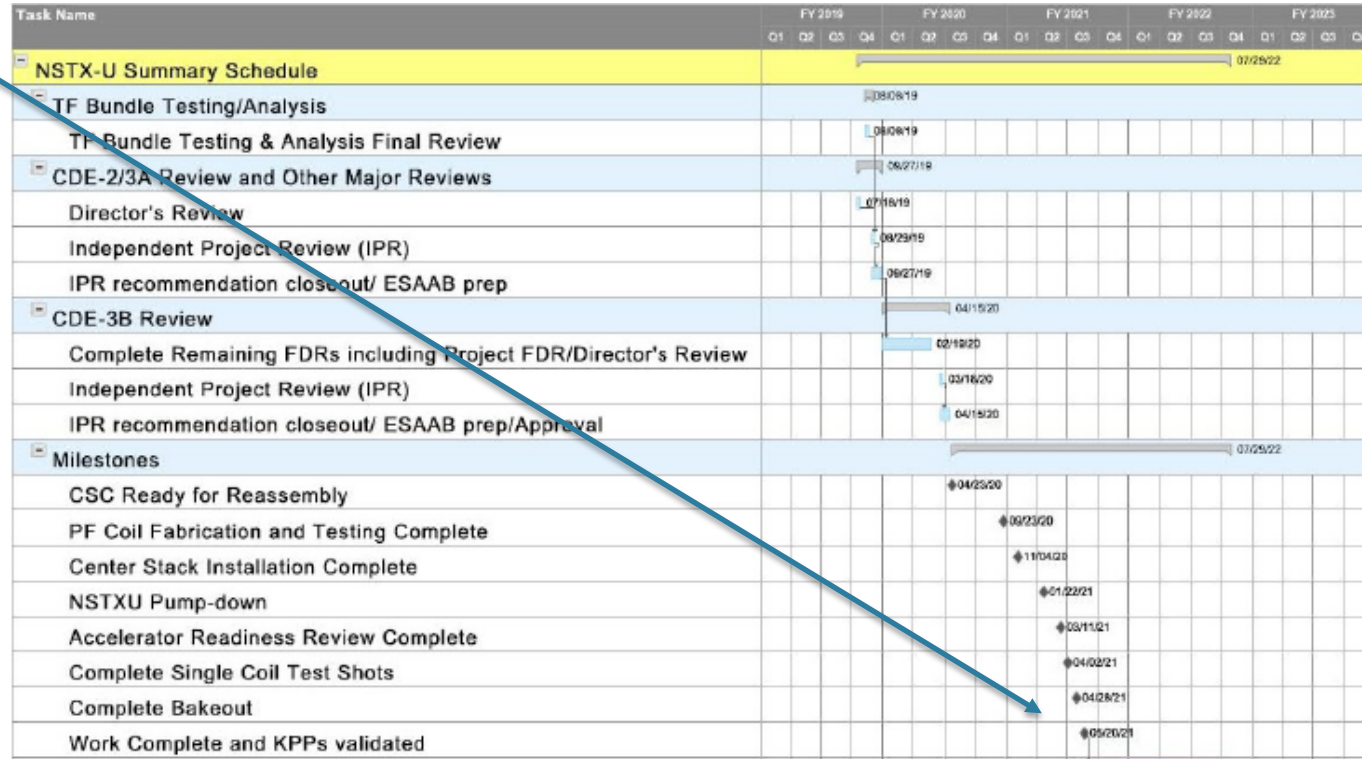 Task Name FY 2019 FY 2020 FY 2021 FY 2022 FY 2023
Q1 Q2 Q3 Q4 Q1 Q2 Q3 Q4 Q1 Q2 Q3 Q4 Q1 Q2 Q3 Q4 Q1 Q2 Q3
NSTX-U Summary Schedule 07/29/22
TF Bundle Testing/Analysis 08/08/19
TF Bundle Testing & Analysis Final Review 08/08/19
CDE-2/3A Review and Other Major Reviews 09/27/19
Director's Review 07/18/19
Independent Project Review (IPR) 08/29/19
IPR recommendation closeout/ ESAAB prep 09/27/19
CDE-3B Review 04/15/20
Complete Remaining FDRs including Project FDR/Director's Review 02/19/20
Independent Project Review (IPR) 03/18/20
IPR recommendation closeout/ ESAAB prep/Approval 04/15/20
Milestones 07/29/22
CSC Ready for Reassembly 04/23/20
PF Coil Fabrication and Testing Complete 09/23/20
Center Stack Installation Complete 11/04/20
NSTXU Pump-down 01/22/21
Accelerator Readiness Review Complete 03/11/21
Complete Single Coil Test Shots 04/02/21
Complete Bakeout 04/28/21
Work Complete and KPPs validated 05/20/21